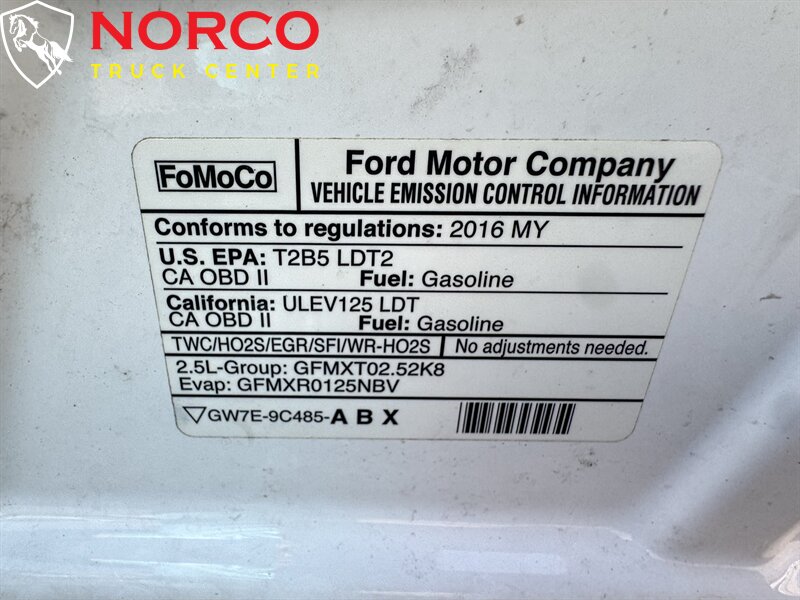 NORCO
TRUCK CENTER
FoMoCo
Ford Motor Company
VEHICLE EMISSION CONTROL INFORMATION
Conforms to regulations: 2016 MY
U.S. EPA: T2B5 LDT2
CA OBD II Fuel: Gasoline
California: ULEV125 LDT
CA OBD II Fuel: Gasoline
TWC/HO2S/EGR/SFI/WR-HO2S No adjustments needed.
2.5L-Group: GFMXT02.52K8
Evap: GFMXR0125NBV
GW7E-9C485-A B X